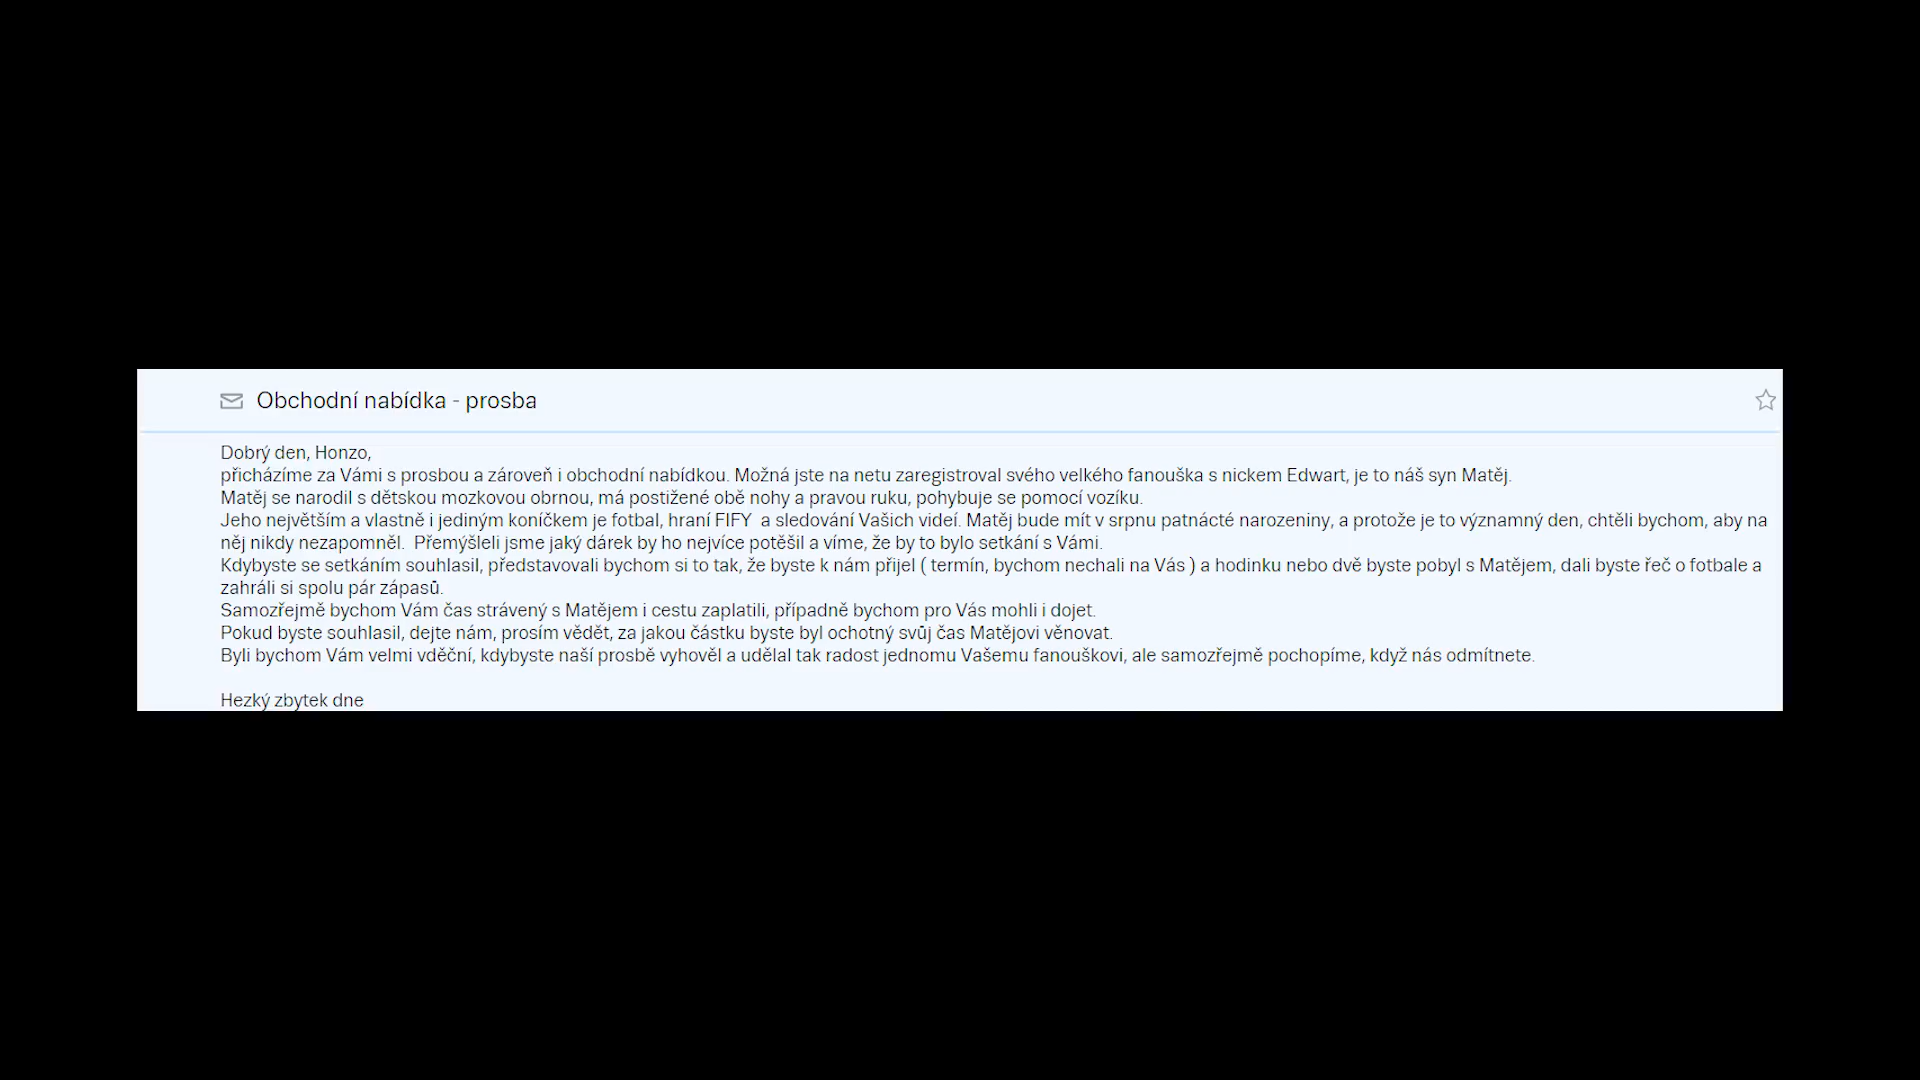 Obchodní nabídka - prosba
Dobrý den, Honzo,
přicházíme za Vámi s prosbou a zároveň i obchodní nabídkou. Možná jste na netu zaregistroval svého velkého fanouška s nickem Edwart, je to náš syn Matěj.
Matěj se narodil s dětskou mozkovou obrnou, má postižené obě nohy a pravou ruku, pohybuje se pomocí vozíku.
Jeho největším a vlastně i jediným koníčkem je fotbal, hraní FIFY  a sledování Vašich videí. Matěj bude mít v srpnu patnácté narozeniny, a protože je to významný den, chtěli bychom, aby na
něj nikdy nezapomněl.  Přemýšleli jsme jaký dárek by ho nejvíce potěšil a víme, že by to bylo setkání s Vámi.
Kdybyste se setkáním souhlasil, představovali bychom si to tak, že byste k nám přijel ( termín, bychom nechali na Vás ) a hodinku nebo dvě byste pobyl s Matějem, dali byste řeč o fotbale a
zahráli si spolu pár zápasů.
Samozřejmě bychom Vám čas strávený s Matějem i cestu zaplatili, případně bychom pro Vás mohli i dojet.
Pokud byste souhlasil, dejte nám, prosím vědět, za jakou částku byste byl ochotný svůj čas Matějovi věnovat.
Byli bychom Vám velmi vděční, kdybyste naší prosbě vyhověl a udělal tak radost jednomu Vašemu fanouškovi, ale samozřejmě pochopíme, když nás odmítnete.
Hezký zbytek dne